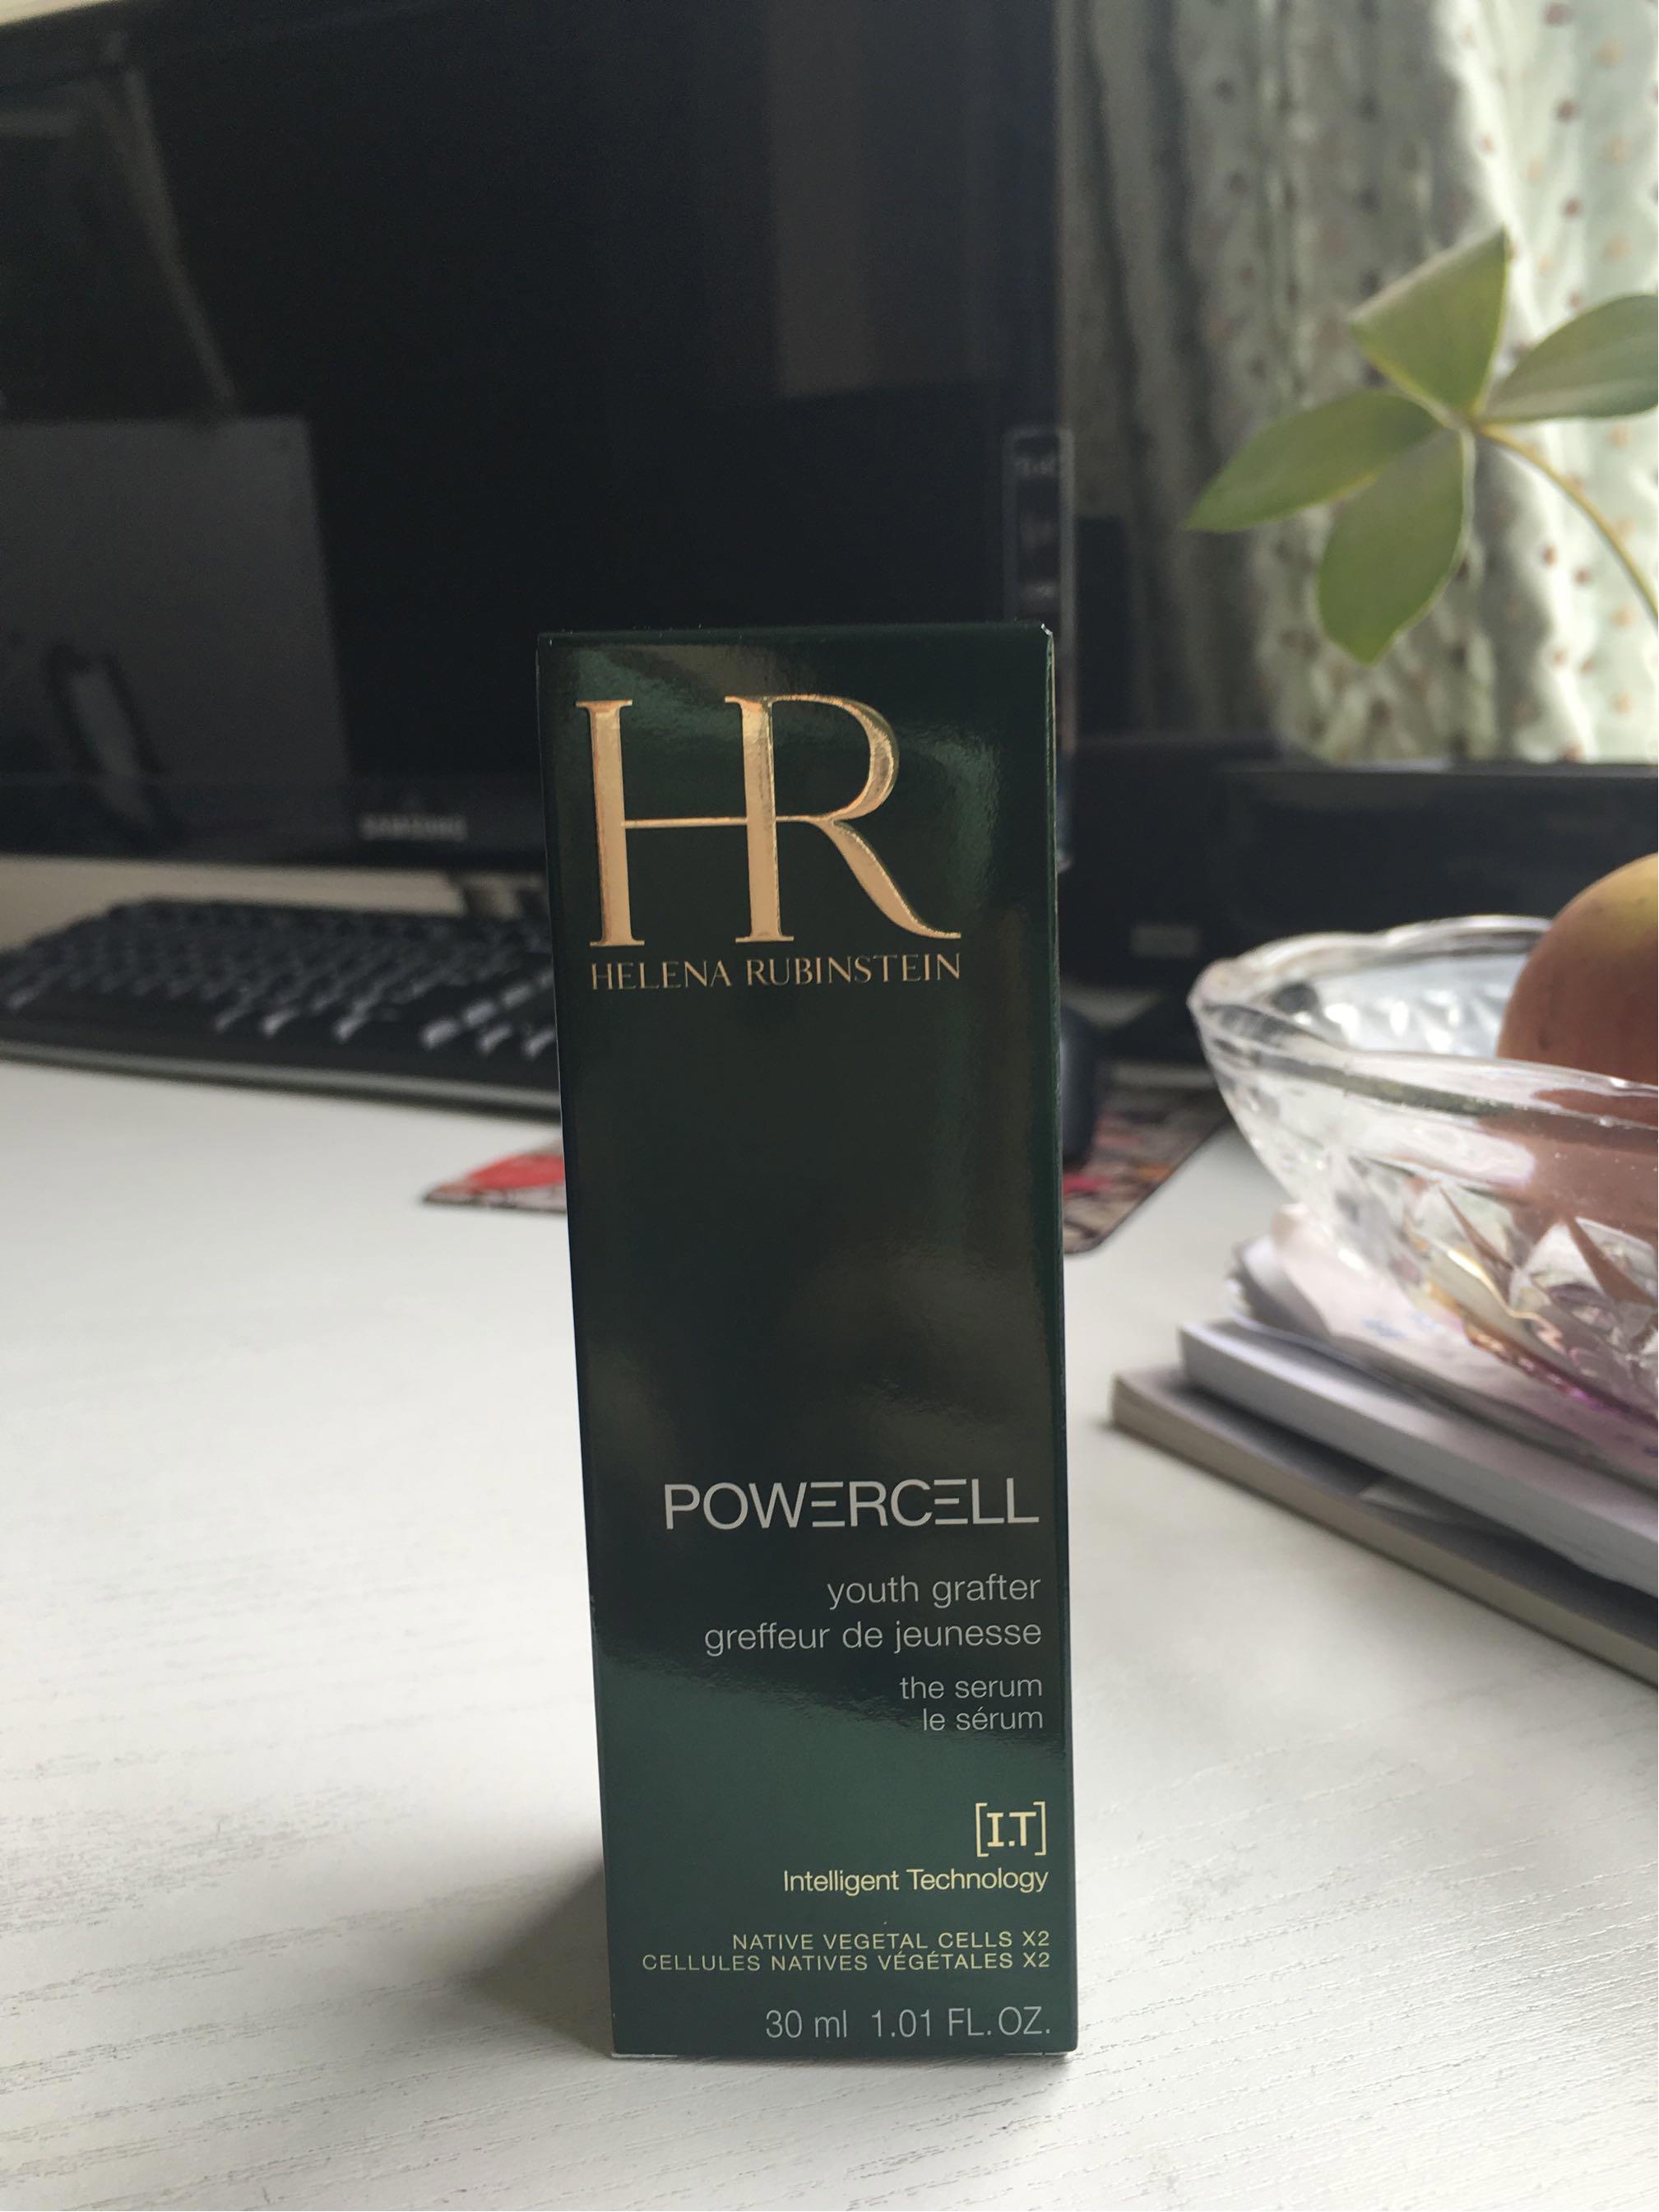 SAMSUNG
HR
HELENA RUBINSTEIN
POWERCELL
youth grafter
greffeur de jeunesse
the serum
le sérum
[I.T]
Intelligent Technology
NATIVE VEGETAL CELLS X2
CELLULES NATIVES VÉGÉTALES X2
30 ml 1.01 FL.OZ.